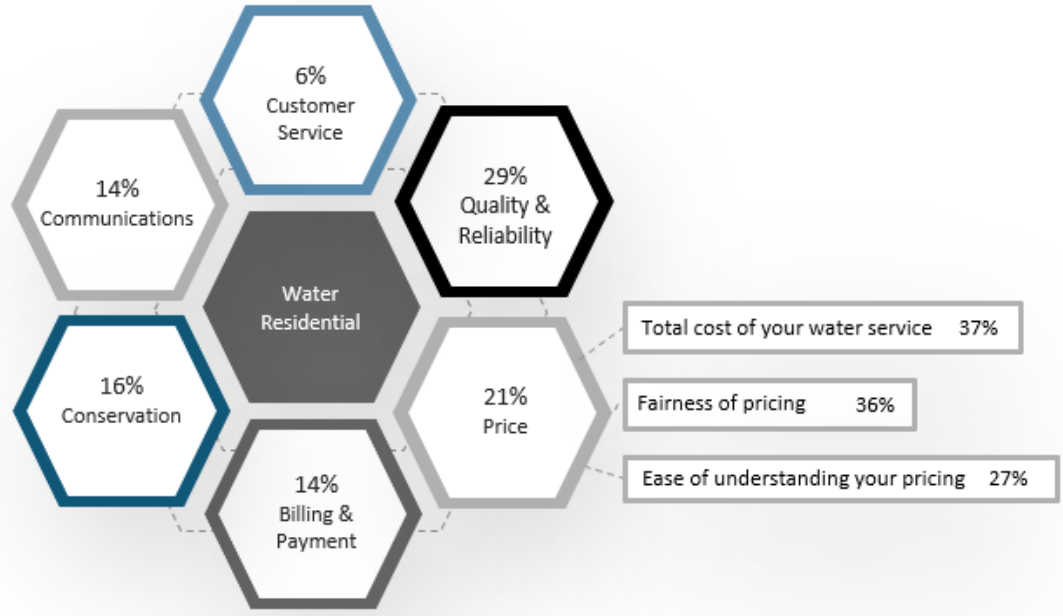 6%
Customer
Service
14%
Communications
29%
Quality &
Reliability
Water
Residential
Total cost of your water service 37%
16%
Conservation
21%
Price
Fairness of pricing 36%
Ease of understanding your pricing 27%
14%
Billing &
Payment